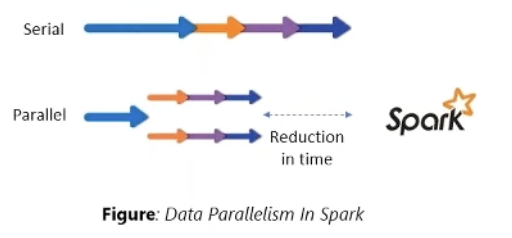 Serial
Parallel
Reduction
in time
Spark
Figure: Data Parallelism In Spark